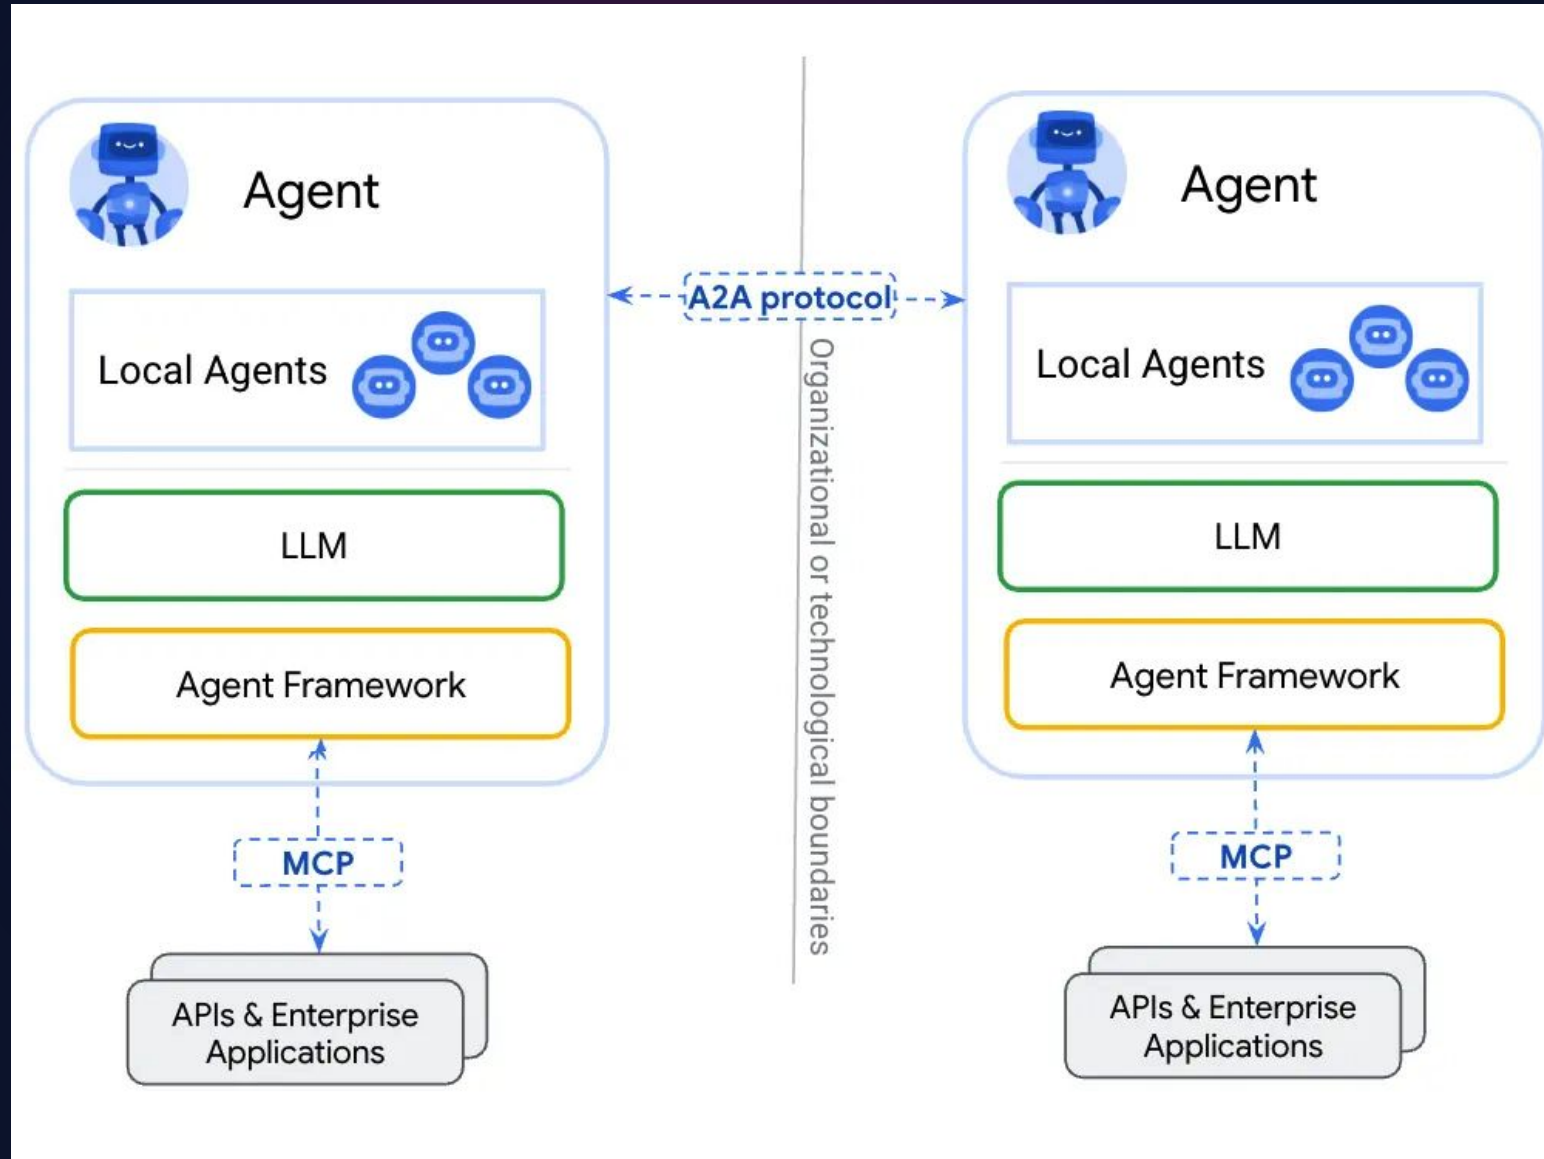 Agent
Local Agents
LLM
Agent Framework
MCP
APIs & Enterprise
Applications
A2A protocol
Organizational or technological boundaries
Agent
Local Agents
LLM
Agent Framework
MCP
APIs & Enterprise
Applications